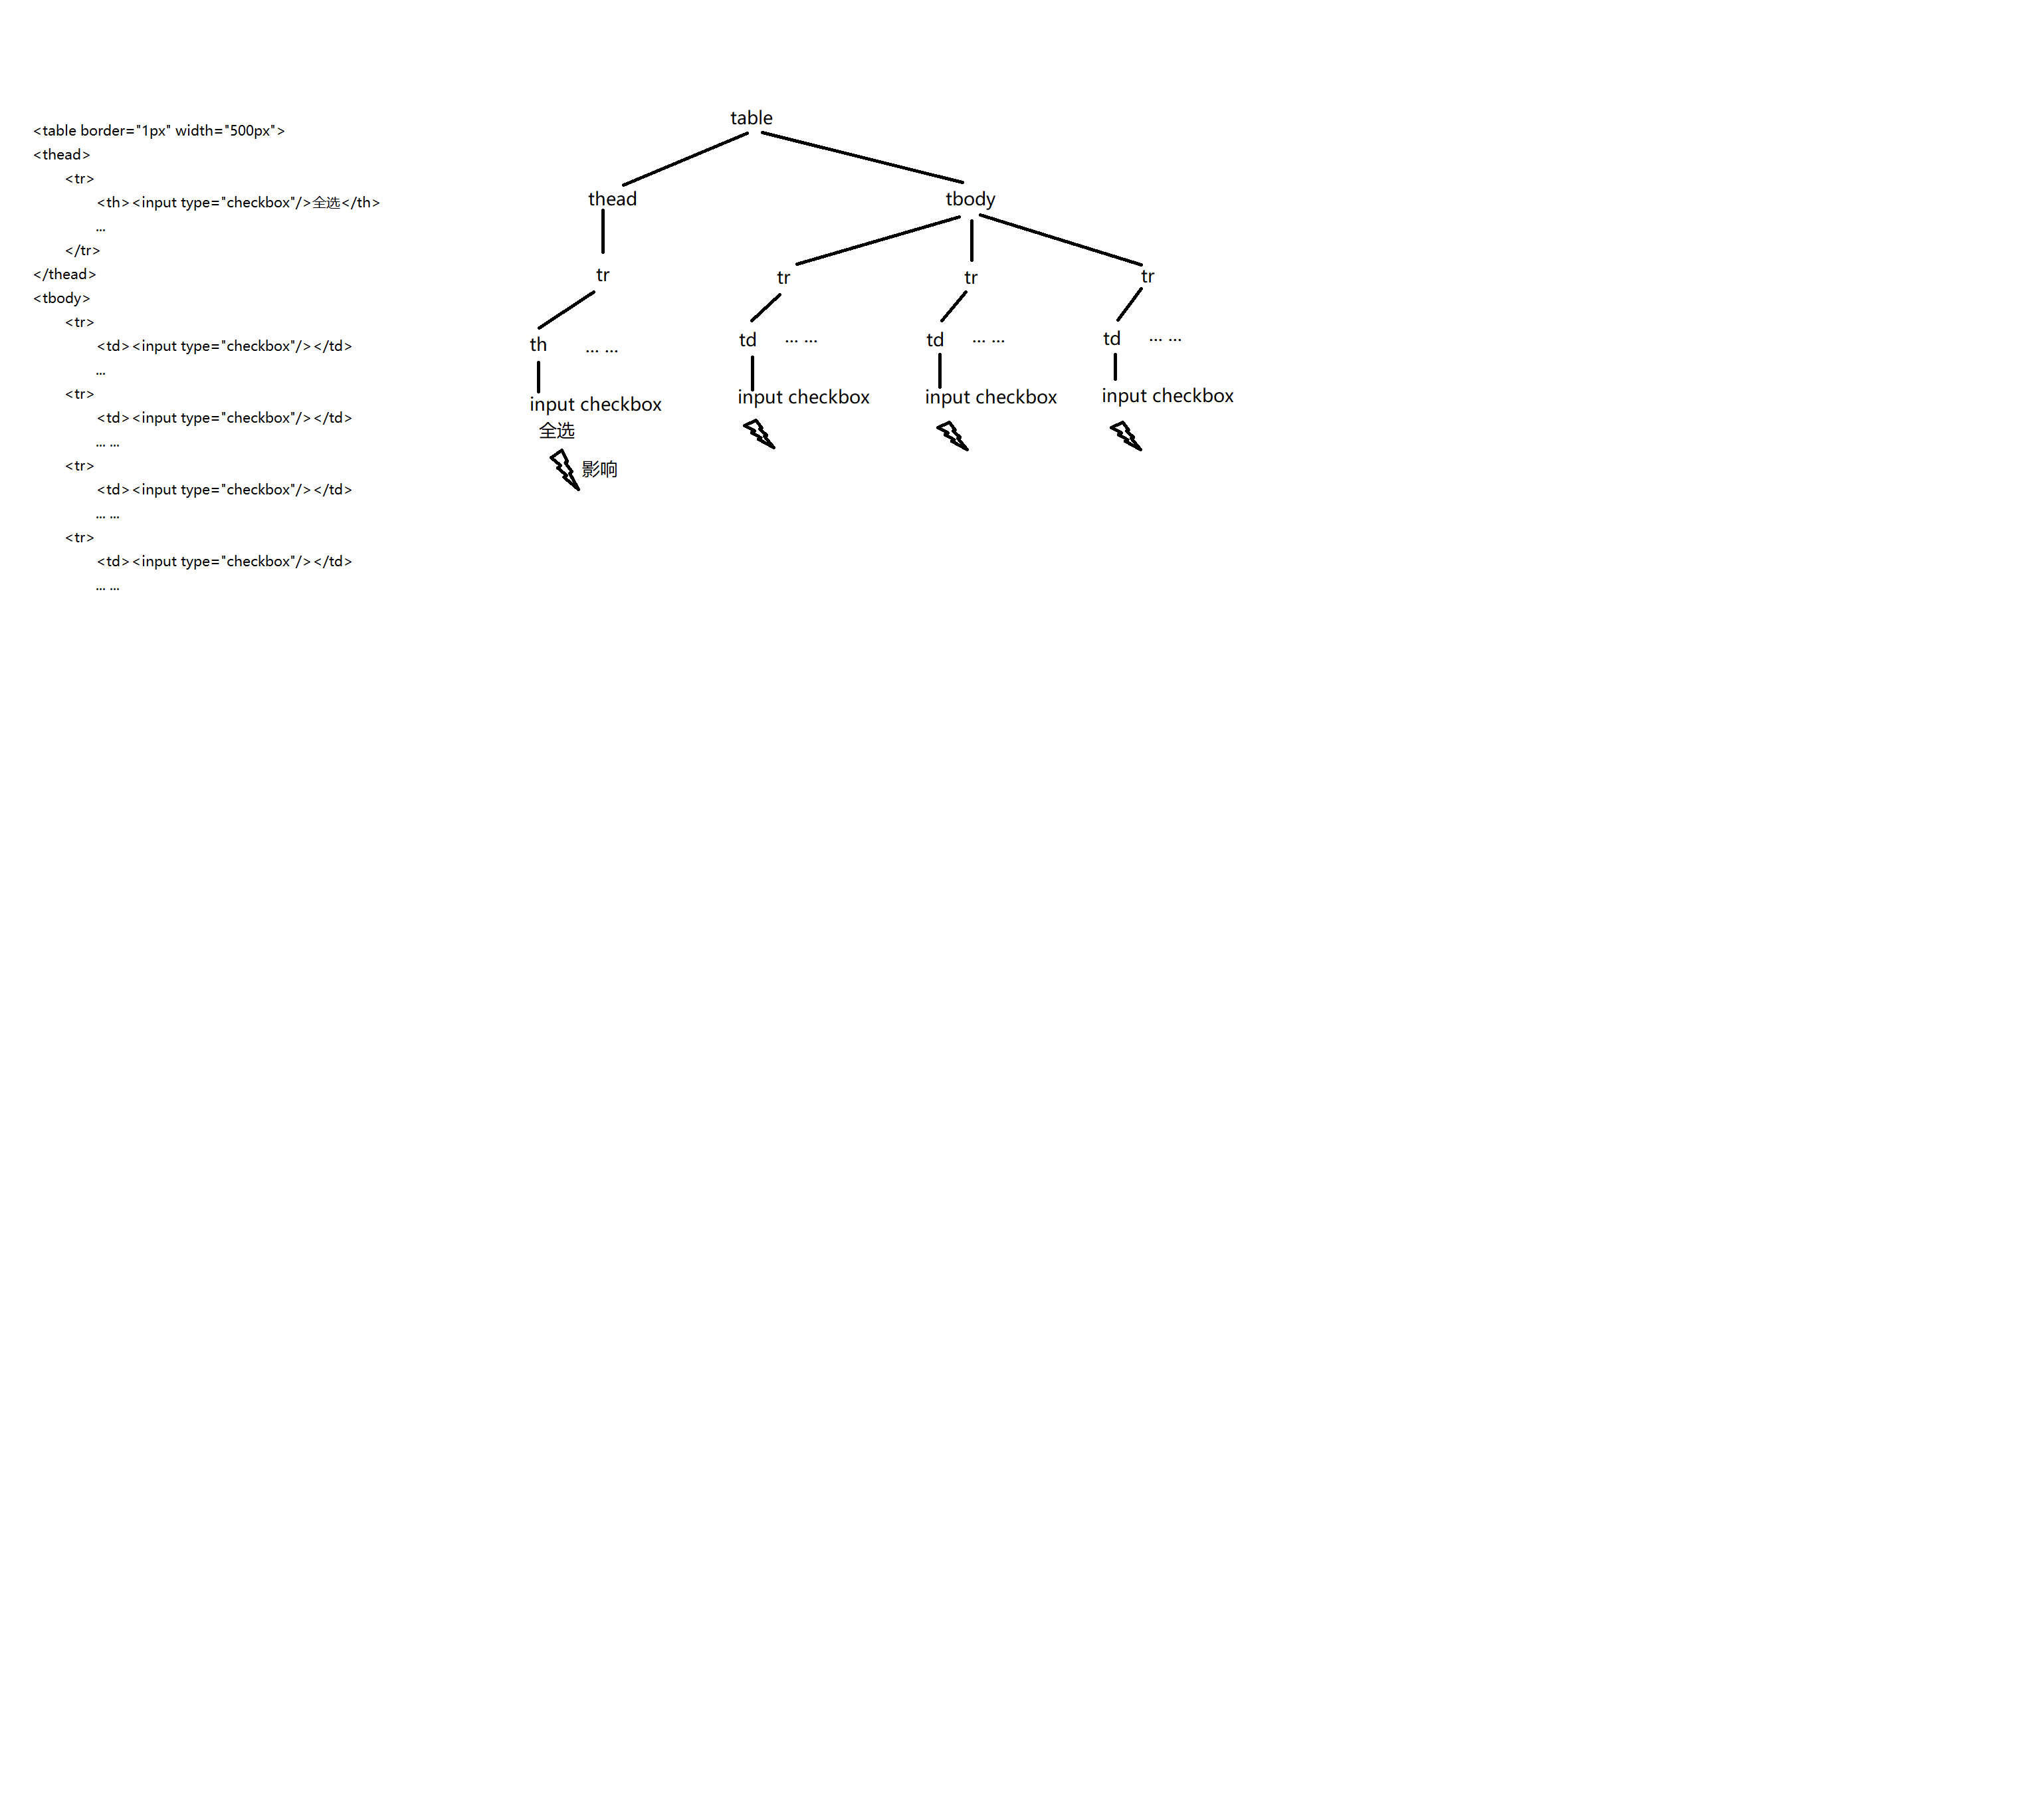 <table border="1px" width="500px">
<thead>
<tr>
<th><input type="checkbox"/>全选</th>
...
</tr>
</thead>
<tbody>
<tr>
<td><input type="checkbox"/></td>
...
<tr>
<td><input type="checkbox"/></td>
... ...
<tr>
<td><input type="checkbox"/></td>
... ...
<tr>
<td><input type="checkbox"/></td>
... ...
table
thead
tbody
tr
tr
tr
tr
th
... ...
td
... ...
td
... ...
td
... ...
input checkbox
全选
input checkbox
input checkbox
input checkbox
影响